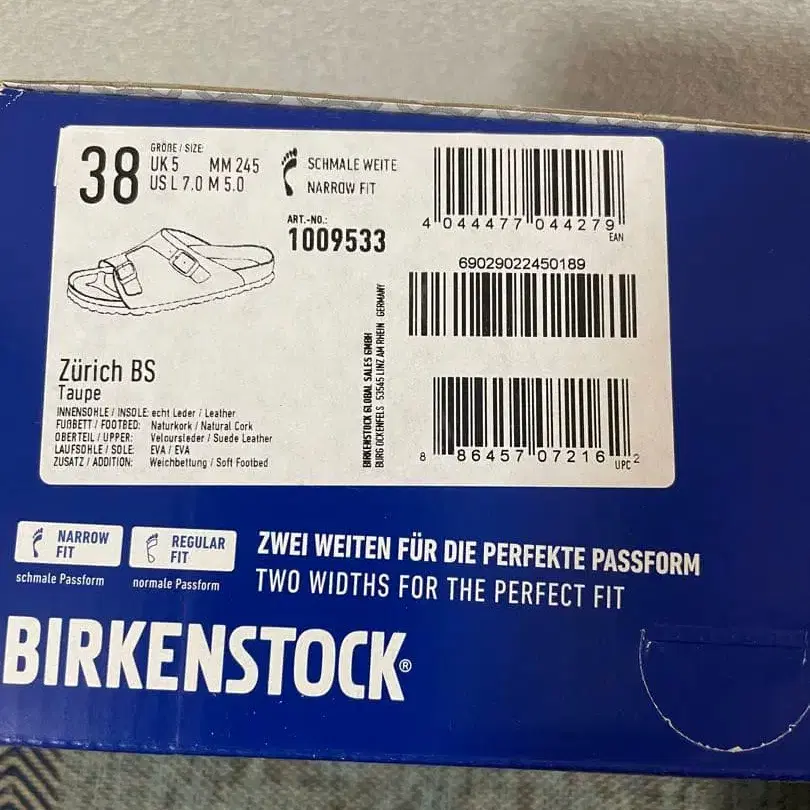 38
GRÖßE / SIZE:
UK 5 MM 245
US L 7.0 M 5.0
SCHMALE WEITE
NARROW FIT
ART.-NO.:
1009533
4 044477 044279
EAN
69029022450189
Zürich BS
Taupe
INNENSOHLE / INSOLE: echt Leder / Leather
FUßBETT / FOOTBED: Naturkork / Natural Cork
OBERTEIL / UPPER: Veloursleder / Suede Leather
LAUFSOHLE / SOLE: EVA / EVA
ZUSATZ / ADDITION: Weichbettung / Soft Footbed
BIRKENSTOCK GLOBAL SALES GMBH
BURG OCKENFELS 53545 LINZ AM RHEIN GERMANY
8 86457 07216 2
UPC
NARROW
FIT
schmale Passform
REGULAR
FIT
normale Passform
ZWEI WEITEN FÜR DIE PERFEKTE PASSFORM
TWO WIDTHS FOR THE PERFECT FIT
BIRKENSTOCK®